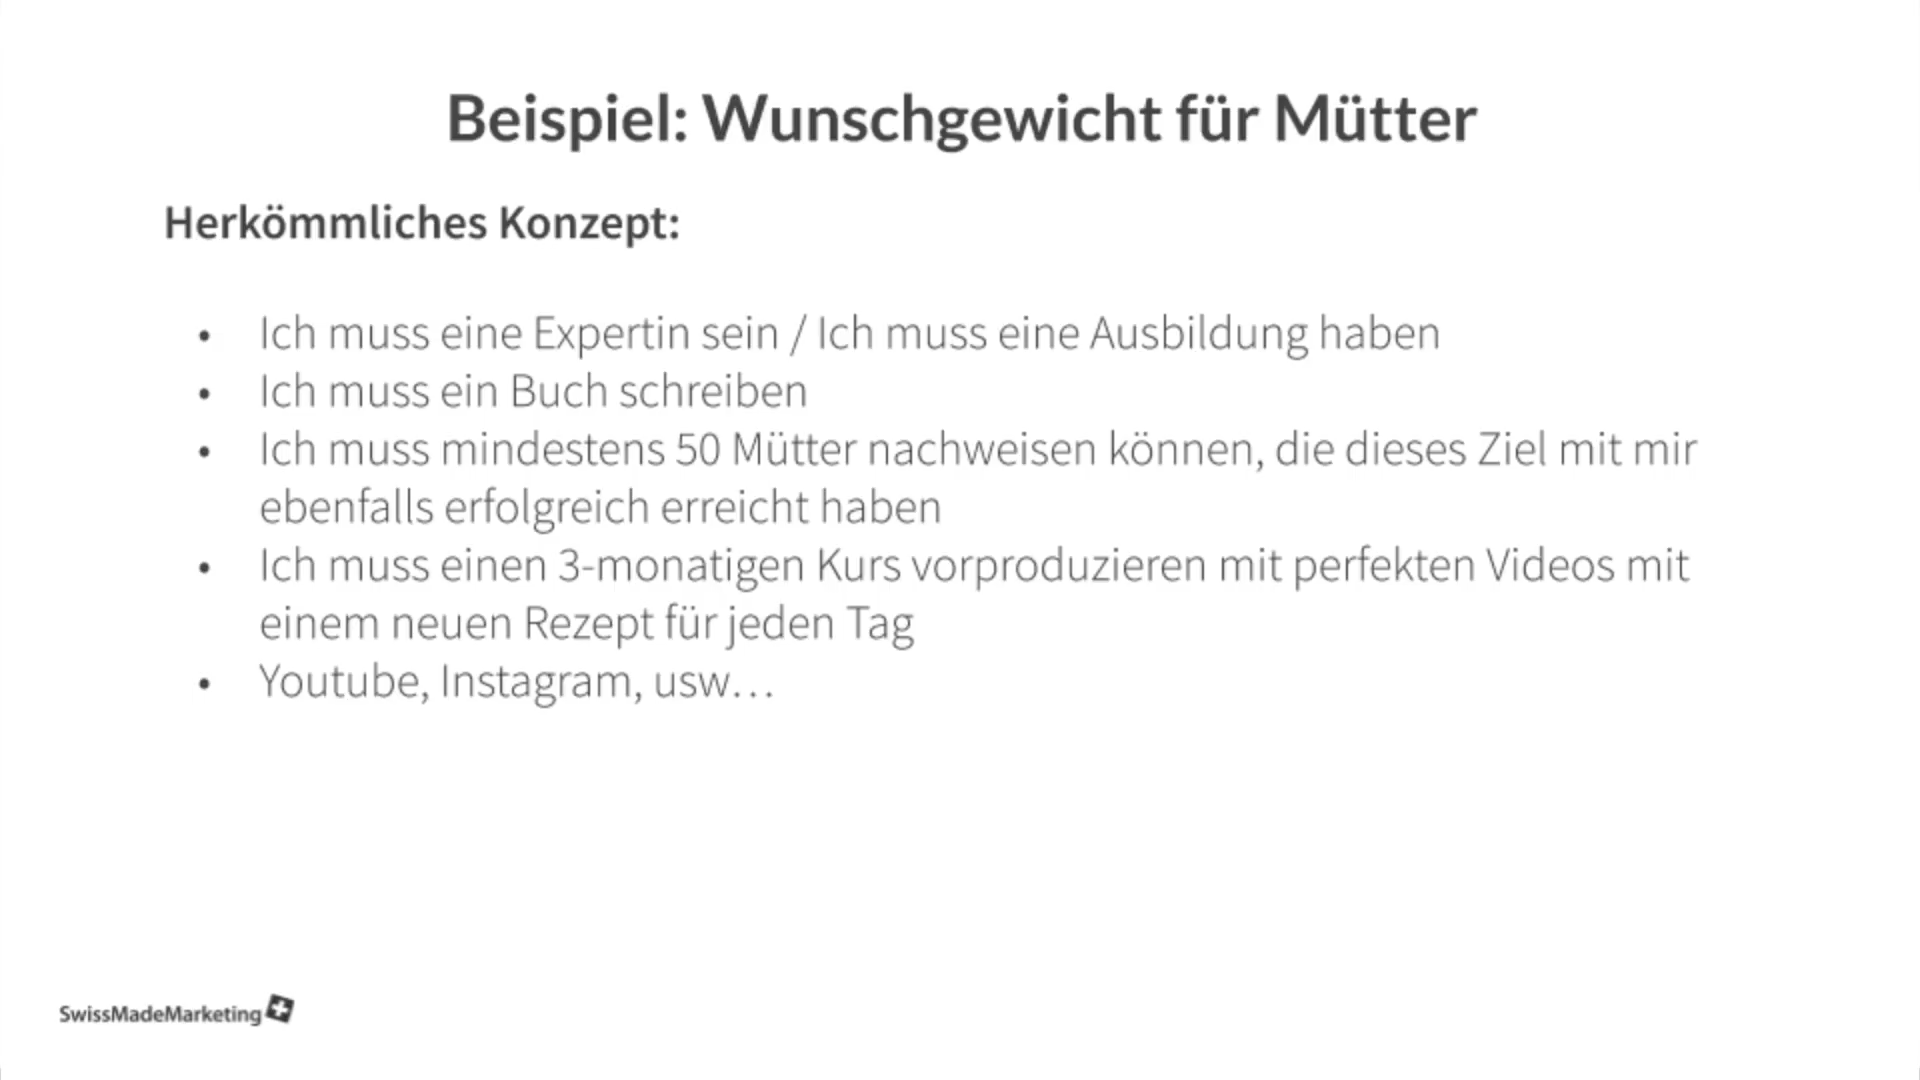 Beispiel: Wunschgewicht für Mütter
Herkömmliches Konzept:
• Ich muss eine Expertin sein / Ich muss eine Ausbildung haben
• Ich muss ein Buch schreiben
• Ich muss mindestens 50 Mütter nachweisen können, die dieses Ziel mit mir
ebenfalls erfolgreich erreicht haben
• Ich muss einen 3-monatigen Kurs vorproduzieren mit perfekten Videos mit
einem neuen Rezept für jeden Tag
• Youtube, Instagram, usw…
SwissMadeMarketing